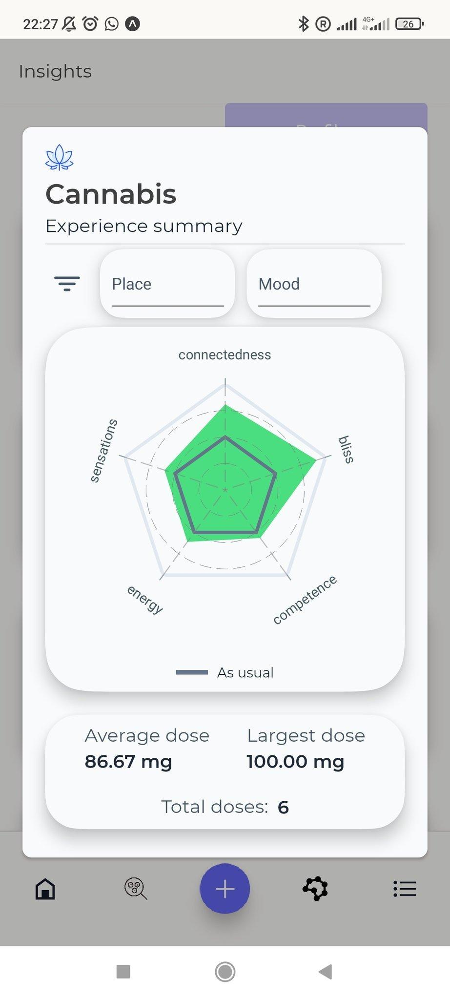 22:27
R
4G+
26
Insights
Cannabis
Experience summary
Place
Mood
connectedness
sensations
bliss
energy
competence
As usual
Average dose
86.67 mg
Largest dose
100.00 mg
Total doses: 6